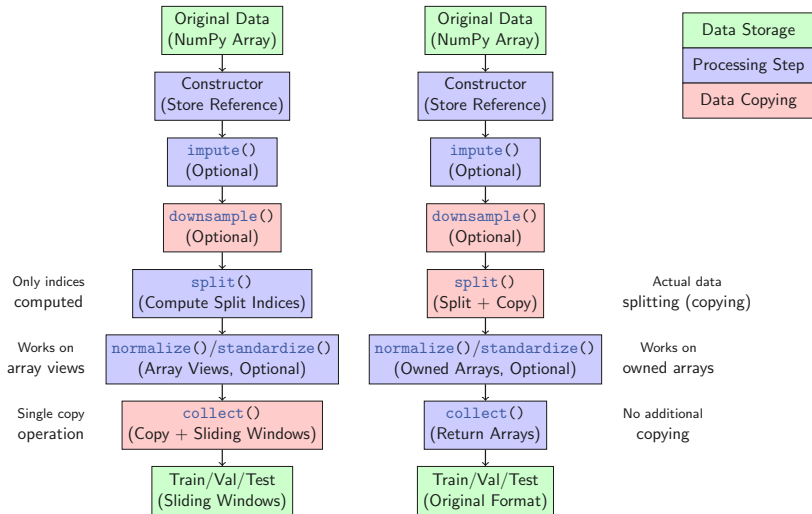 Original Data
(NumPy Array)
Constructor
(Store Reference)
impute()
(Optional)
downsample()
(Optional)
Only indices
computed
split()
(Compute Split Indices)
Works on
array views
normalize()/standardize()
(Array Views, Optional)
Single copy
operation
collect()
(Copy + Sliding Windows)
Train/Val/Test
(Sliding Windows)
Original Data
(NumPy Array)
Constructor
(Store Reference)
impute()
(Optional)
downsample()
(Optional)
split()
(Split + Copy)
Actual data
splitting (copying)
normalize()/standardize()
(Owned Arrays, Optional)
Works on
owned arrays
collect()
(Return Arrays)
No additional
copying
Train/Val/Test
(Original Format)
Data Storage
Processing Step
Data Copying